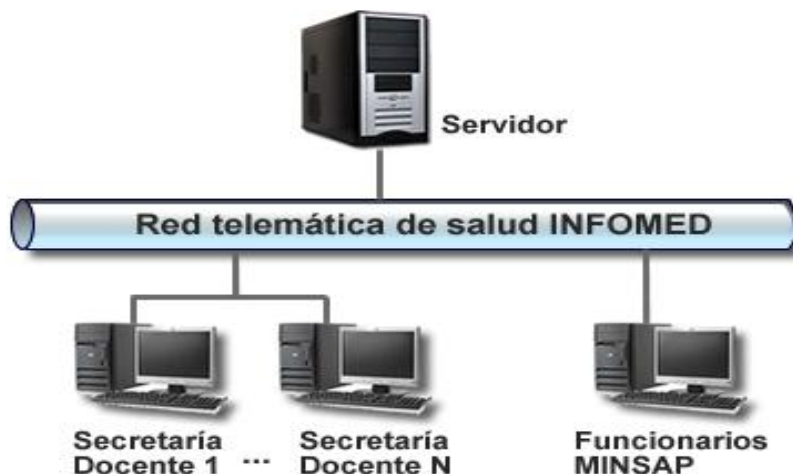 Servidor
Red telemática de salud INFOMED
Secretaría
Docente 1
...
Secretaría
Docente N
Funcionarios
MINSAP